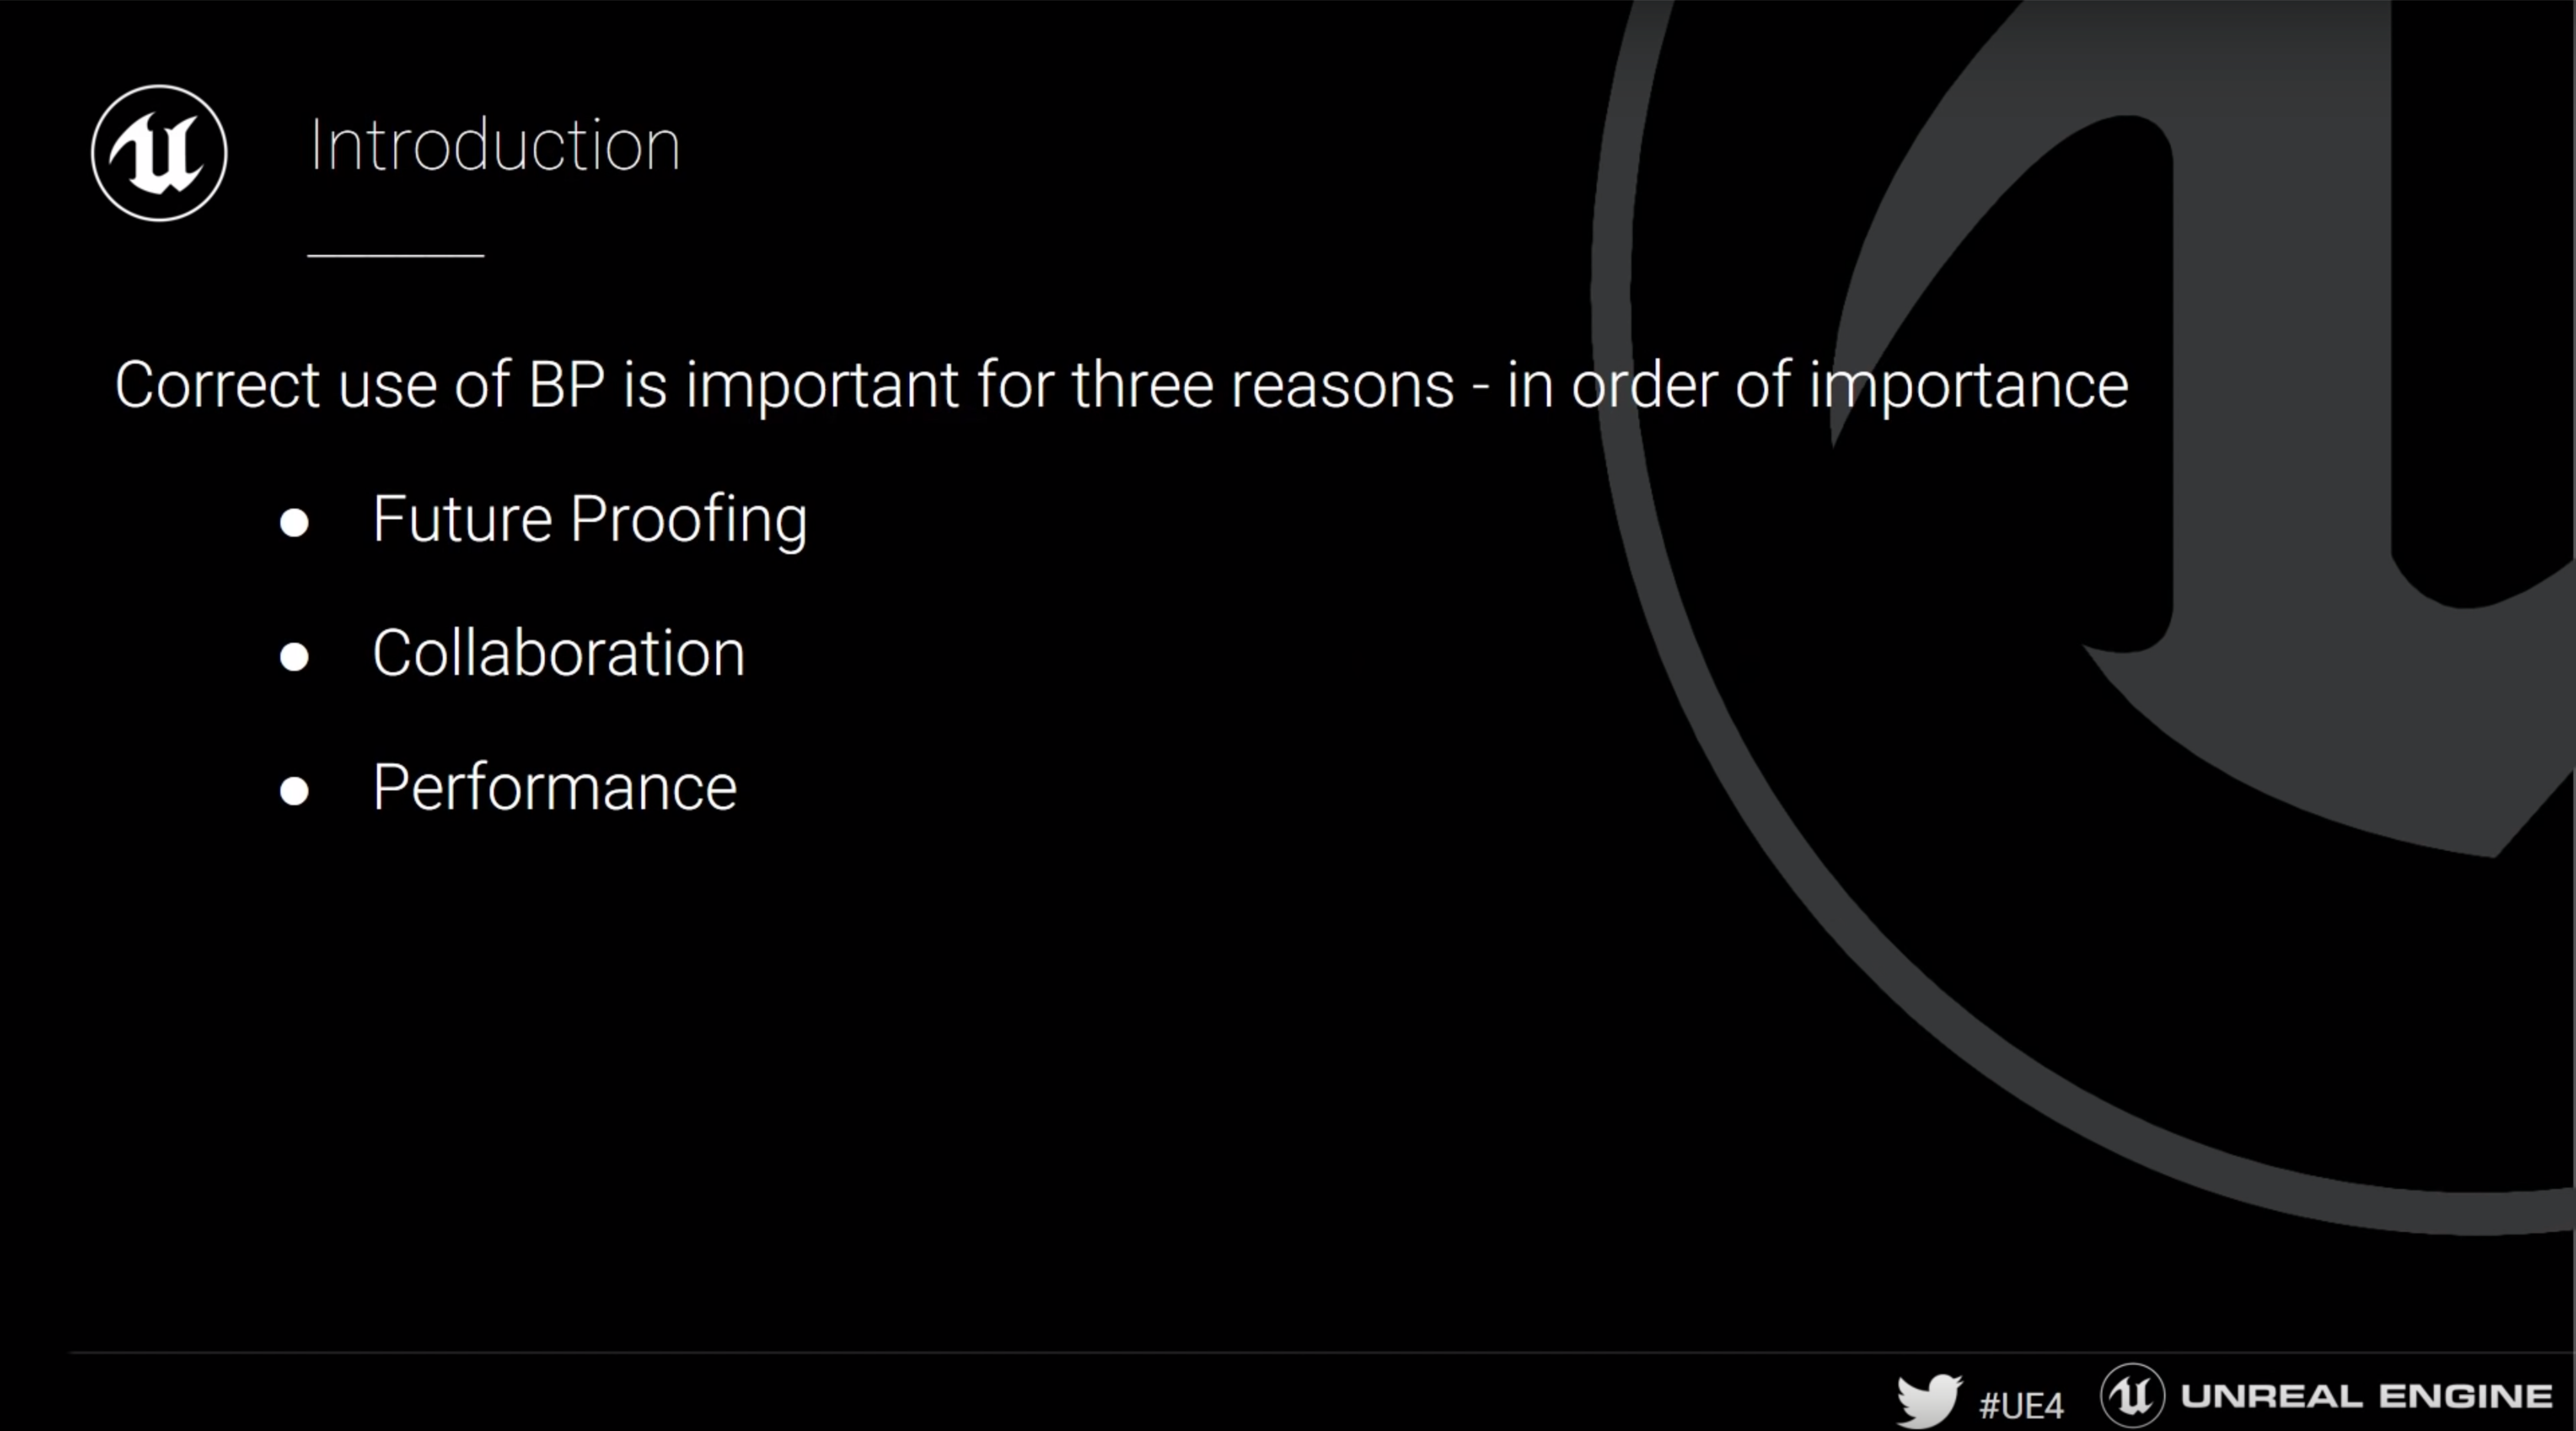 Introduction
Correct use of BP is important for three reasons - in order of importance
● Future Proofing
● Collaboration
● Performance
#UE4 UNREAL ENGINE